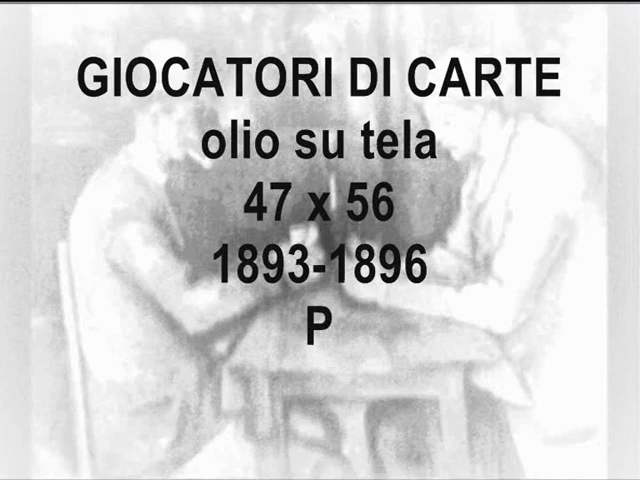 GIOCATORI DI CARTE
olio su tela
47 x 56
1893-1896
P